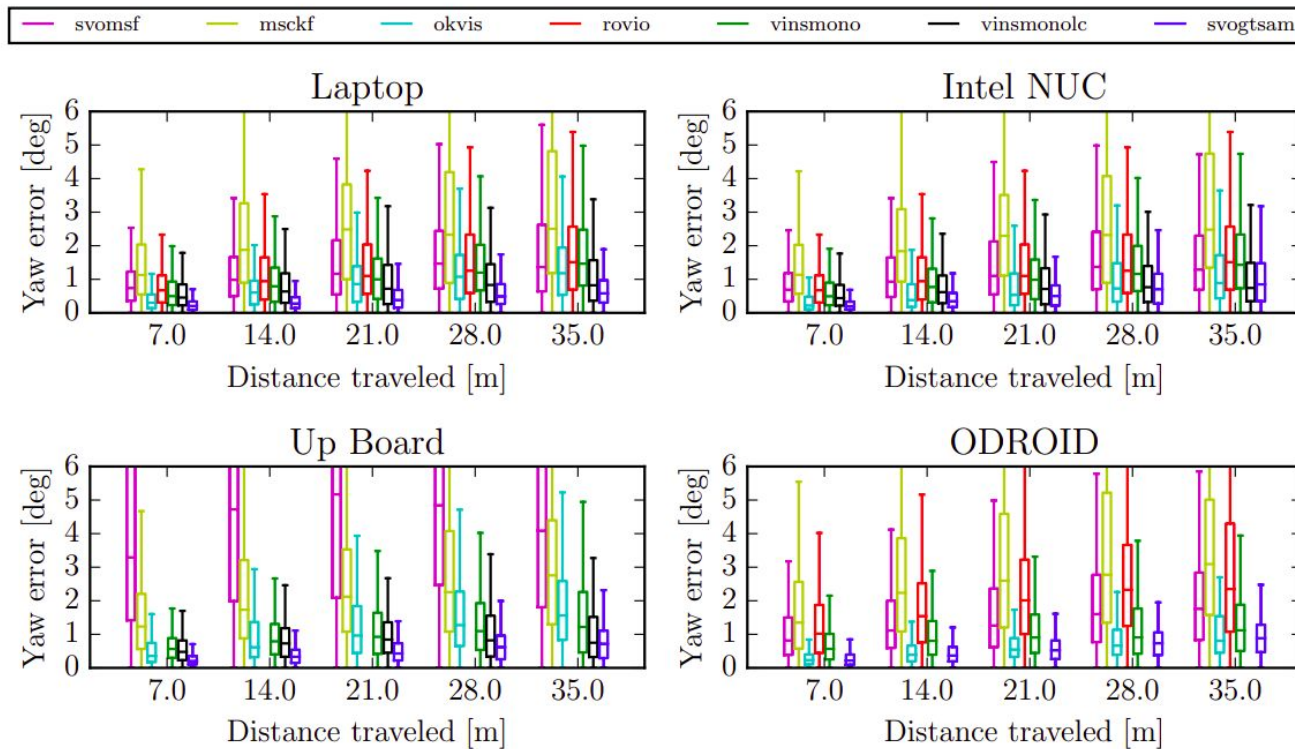 svomsf msckf okvis rovio vinsmono vinsmonolc svogtsam
Laptop
Intel NUC
Yaw error [deg]
6
5
4
3
2
1
0
7.0 14.0 21.0 28.0 35.0
Distance traveled [m]
Yaw error [deg]
6
5
4
3
2
1
0
7.0 14.0 21.0 28.0 35.0
Distance traveled [m]
Up Board
ODROID
Yaw error [deg]
6
5
4
3
2
1
0
7.0 14.0 21.0 28.0 35.0
Distance traveled [m]
Yaw error [deg]
6
5
4
3
2
1
0
7.0 14.0 21.0 28.0 35.0
Distance traveled [m]